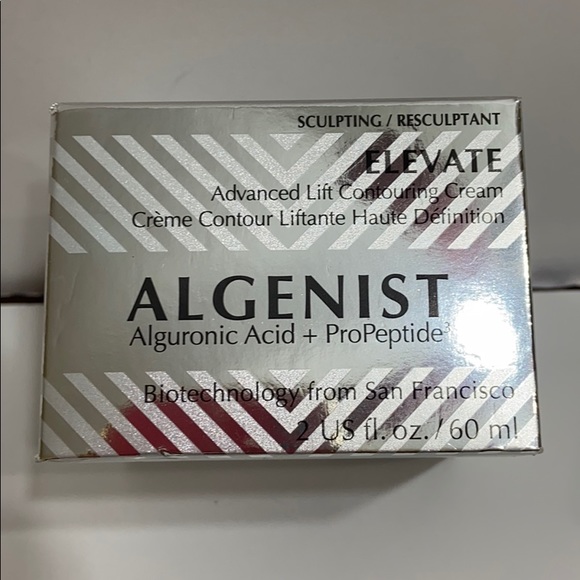 SCULPTING / RESCULPTANT
ELEVATE
Advanced Lift Contouring Cream
Crème Contour Liftante Haute Définition
ALGENIST
Alguronic Acid + ProPeptide
Biotechnology from San Francisco
2 US fl. oz. / 60 ml